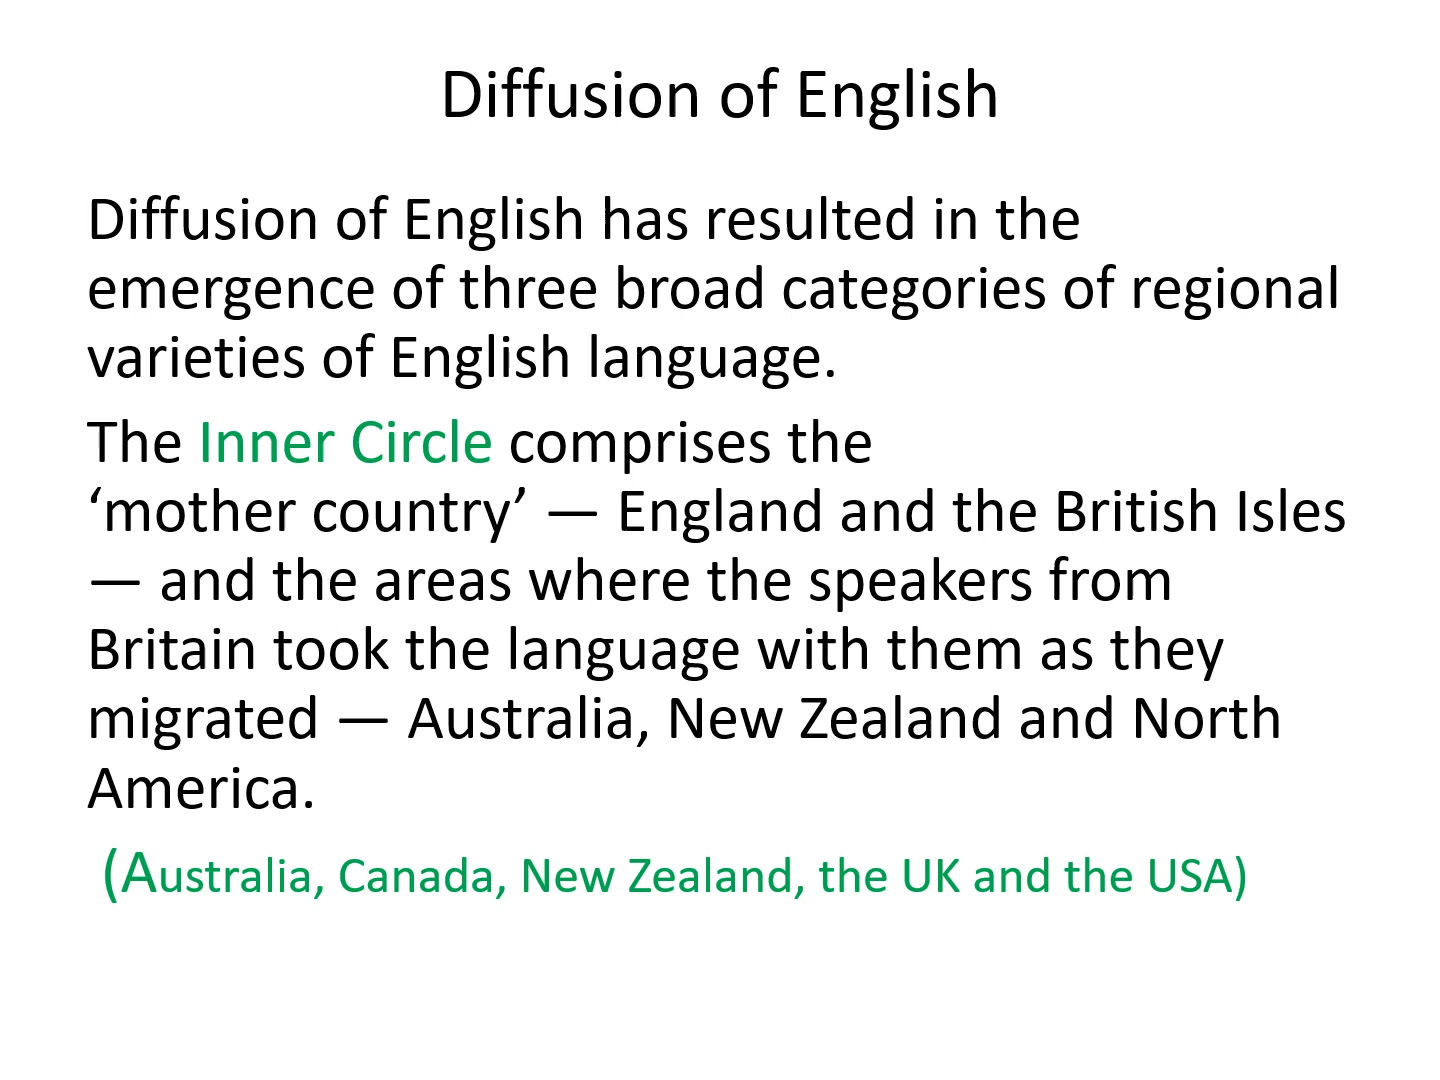 Diffusion of English
Diffusion of English has resulted in the
emergence of three broad categories of regional
varieties of English language.
The Inner Circle comprises the
‘mother country’ — England and the British Isles
— and the areas where the speakers from
Britain took the language with them as they
migrated — Australia, New Zealand and North
America.
(Australia, Canada, New Zealand, the UK and the USA)